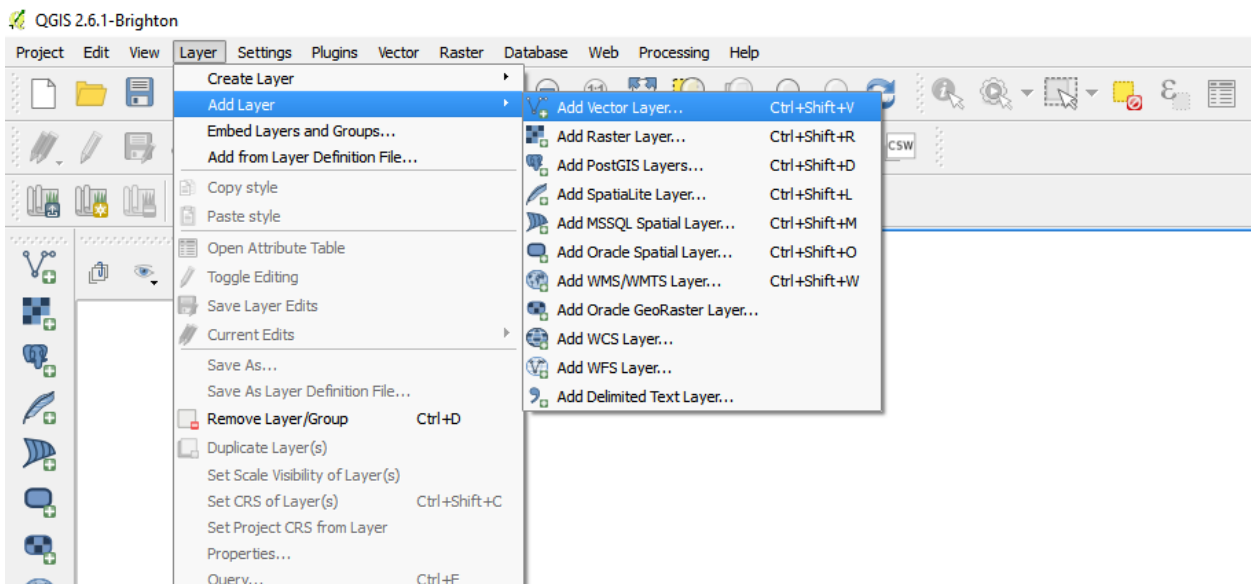 QGIS 2.6.1-Brighton
Project Edit View Layer Settings Plugins Vector Raster Database Web Processing Help
Create Layer
Add Layer
Embed Layers and Groups...
Add from Layer Definition File...
Copy style
Paste style
Open Attribute Table
Toggle Editing
Save Layer Edits
Current Edits
Save As...
Save As Layer Definition File...
Remove Layer/Group Ctrl+D
Duplicate Layer(s)
Set Scale Visibility of Layer(s)
Set CRS of Layer(s) Ctrl+Shift+C
Set Project CRS from Layer
Properties...
Query... Ctrl+F
Add Vector Layer... Ctrl+Shift+V
Add Raster Layer... Ctrl+Shift+R
Add PostGIS Layers... Ctrl+Shift+D
Add SpatiaLite Layer... Ctrl+Shift+L
Add MSSQL Spatial Layer... Ctrl+Shift+M
Add Oracle Spatial Layer... Ctrl+Shift+O
Add WMS/WMTS Layer... Ctrl+Shift+W
Add Oracle GeoRaster Layer...
Add WCS Layer...
Add WFS Layer...
Add Delimited Text Layer...
CSW